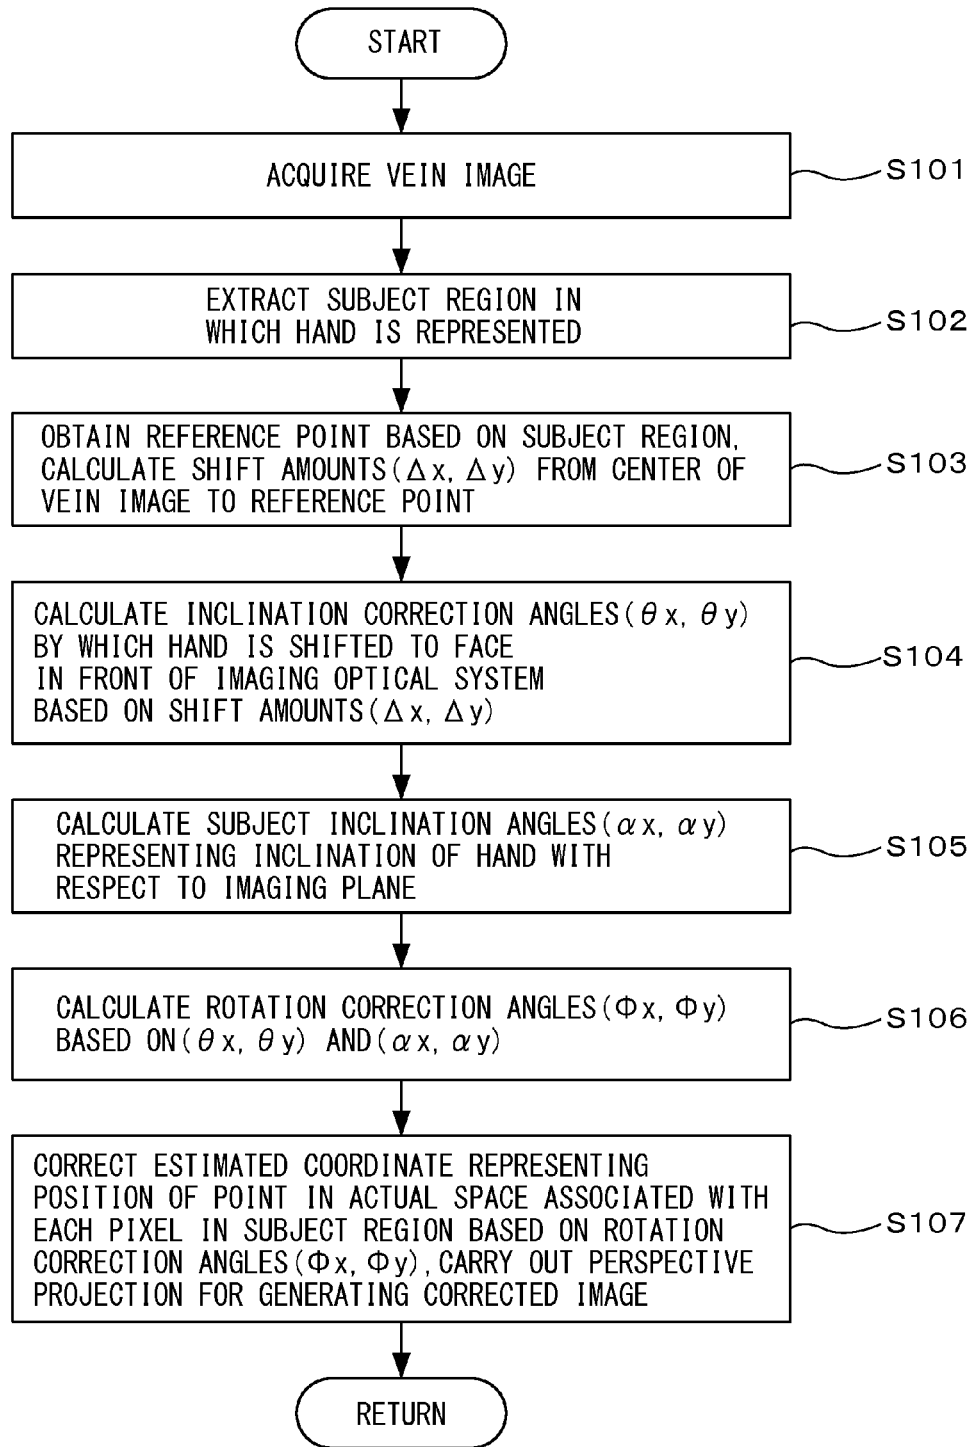 START
ACQUIRE VEIN IMAGE
S101
EXTRACT SUBJECT REGION IN
WHICH HAND IS REPRESENTED
S102
OBTAIN REFERENCE POINT BASED ON SUBJECT REGION,
CALCULATE SHIFT AMOUNTS(Δx, Δy) FROM CENTER OF
VEIN IMAGE TO REFERENCE POINT
S103
CALCULATE INCLINATION CORRECTION ANGLES(θx, θy)
BY WHICH HAND IS SHIFTED TO FACE
IN FRONT OF IMAGING OPTICAL SYSTEM
BASED ON SHIFT AMOUNTS(Δx, Δy)
S104
CALCULATE SUBJECT INCLINATION ANGLES(αx, αy)
REPRESENTING INCLINATION OF HAND WITH
RESPECT TO IMAGING PLANE
S105
CALCULATE ROTATION CORRECTION ANGLES(Φx, Φy)
BASED ON(θx, θy) AND(αx, αy)
S106
CORRECT ESTIMATED COORDINATE REPRESENTING
POSITION OF POINT IN ACTUAL SPACE ASSOCIATED WITH
EACH PIXEL IN SUBJECT REGION BASED ON ROTATION
CORRECTION ANGLES(Φx, Φy), CARRY OUT PERSPECTIVE
PROJECTION FOR GENERATING CORRECTED IMAGE
S107
RETURN